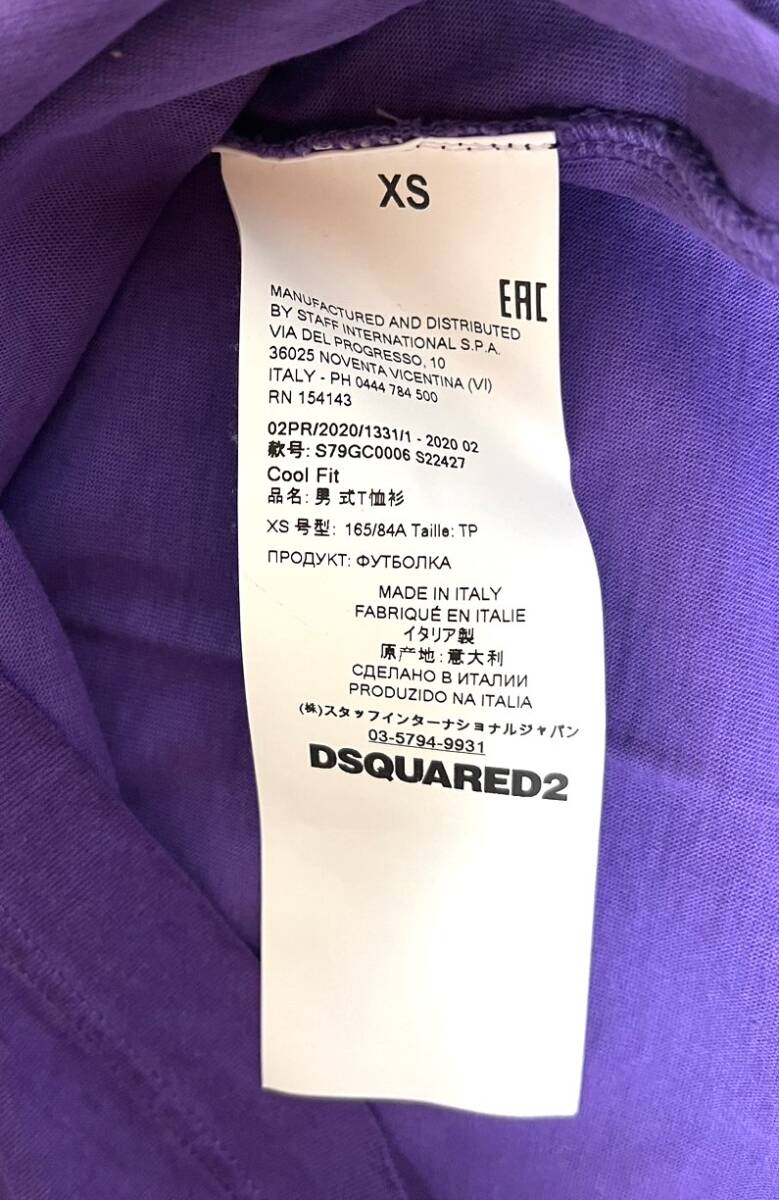 XS
EAC
MANUFACTURED AND DISTRIBUTED
BY STAFF INTERNATIONAL S.P.A.
VIA DEL PROGRESSO, 10
36025 NOVENTA VICENTINA (VI)
ITALY - PH 0444 784 500
RN 154143
02PR/2020/1331/1 - 2020 02
款号: S79GC0006 S22427
Cool Fit
品名: 男 式T恤衫
XS 号型: 165/84A Taille: TP
ПРОДУКТ: ФУТБОЛКА
MADE IN ITALY
FABRIQUÉ EN ITALIE
イタリア製
原产地: 意大利
СДЕЛАНО В ИТАЛИИ
PRODUZIDO NA ITALIA
(株)スタッフインターナショナルジャパン
03-5794-9931
DSQUARED2